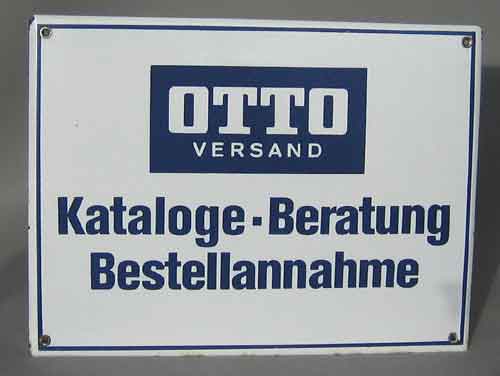 OTTO
VERSAND
Kataloge · Beratung
Bestellannahme